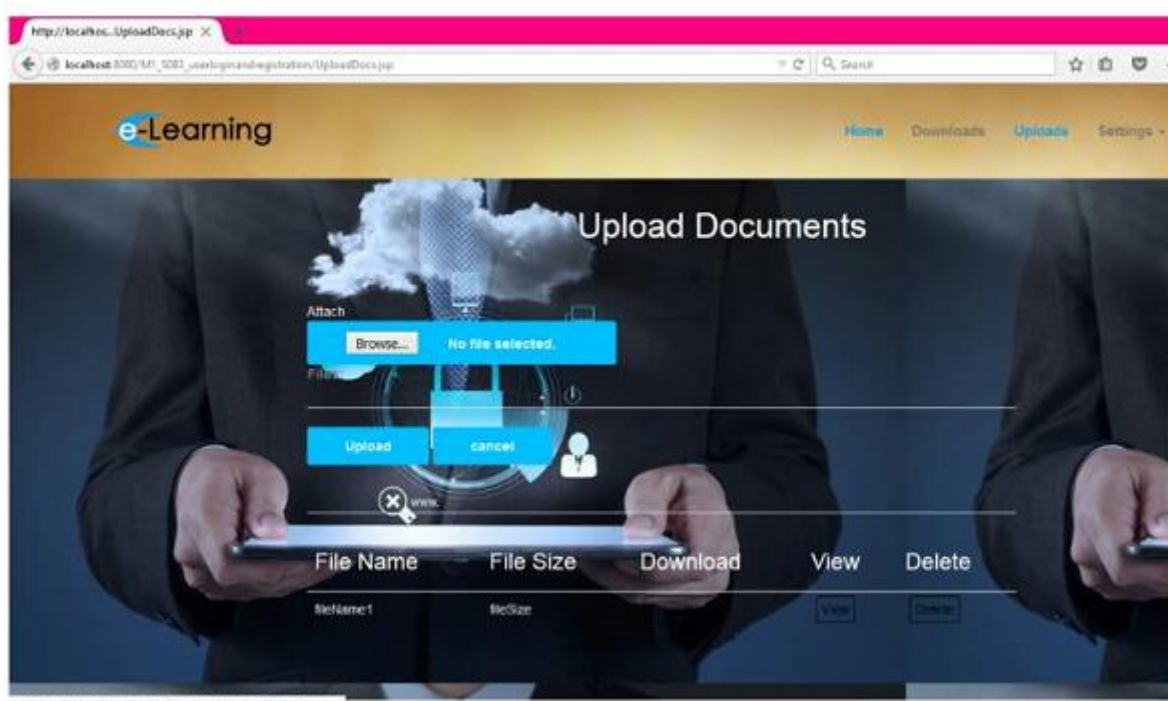 http://localhos...UploadDocs.jsp
Search
e-Learning
Home Downloads Uploads Settings
Upload Documents
Attach
Browse... No file selected.
Upload cancel
www.
File Name File Size Download View Delete
fileName1 fileSize View Delete